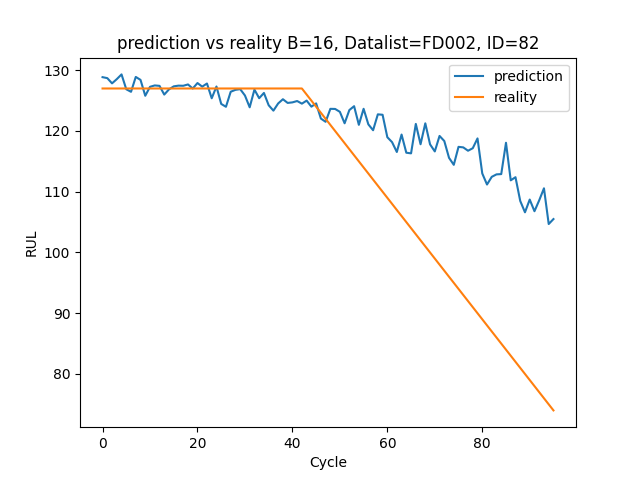 prediction vs reality B=16, Datalist=FD002, ID=82
prediction
reality
130
120
110
100
90
80
RUL
0 20 40 60 80
Cycle